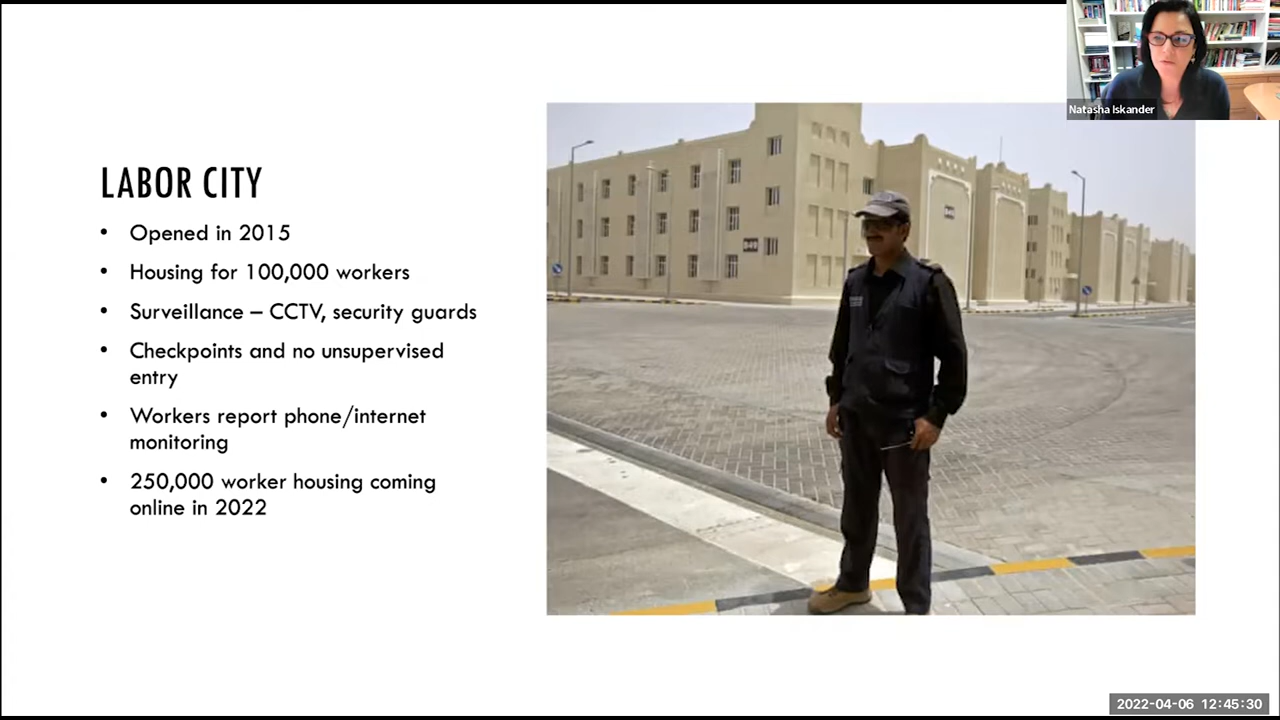 Natasha Iskander
LABOR CITY
• Opened in 2015
• Housing for 100,000 workers
• Surveillance – CCTV, security guards
• Checkpoints and no unsupervised
entry
• Workers report phone/internet
monitoring
• 250,000 worker housing coming
online in 2022
2022-04-06 12:45:30